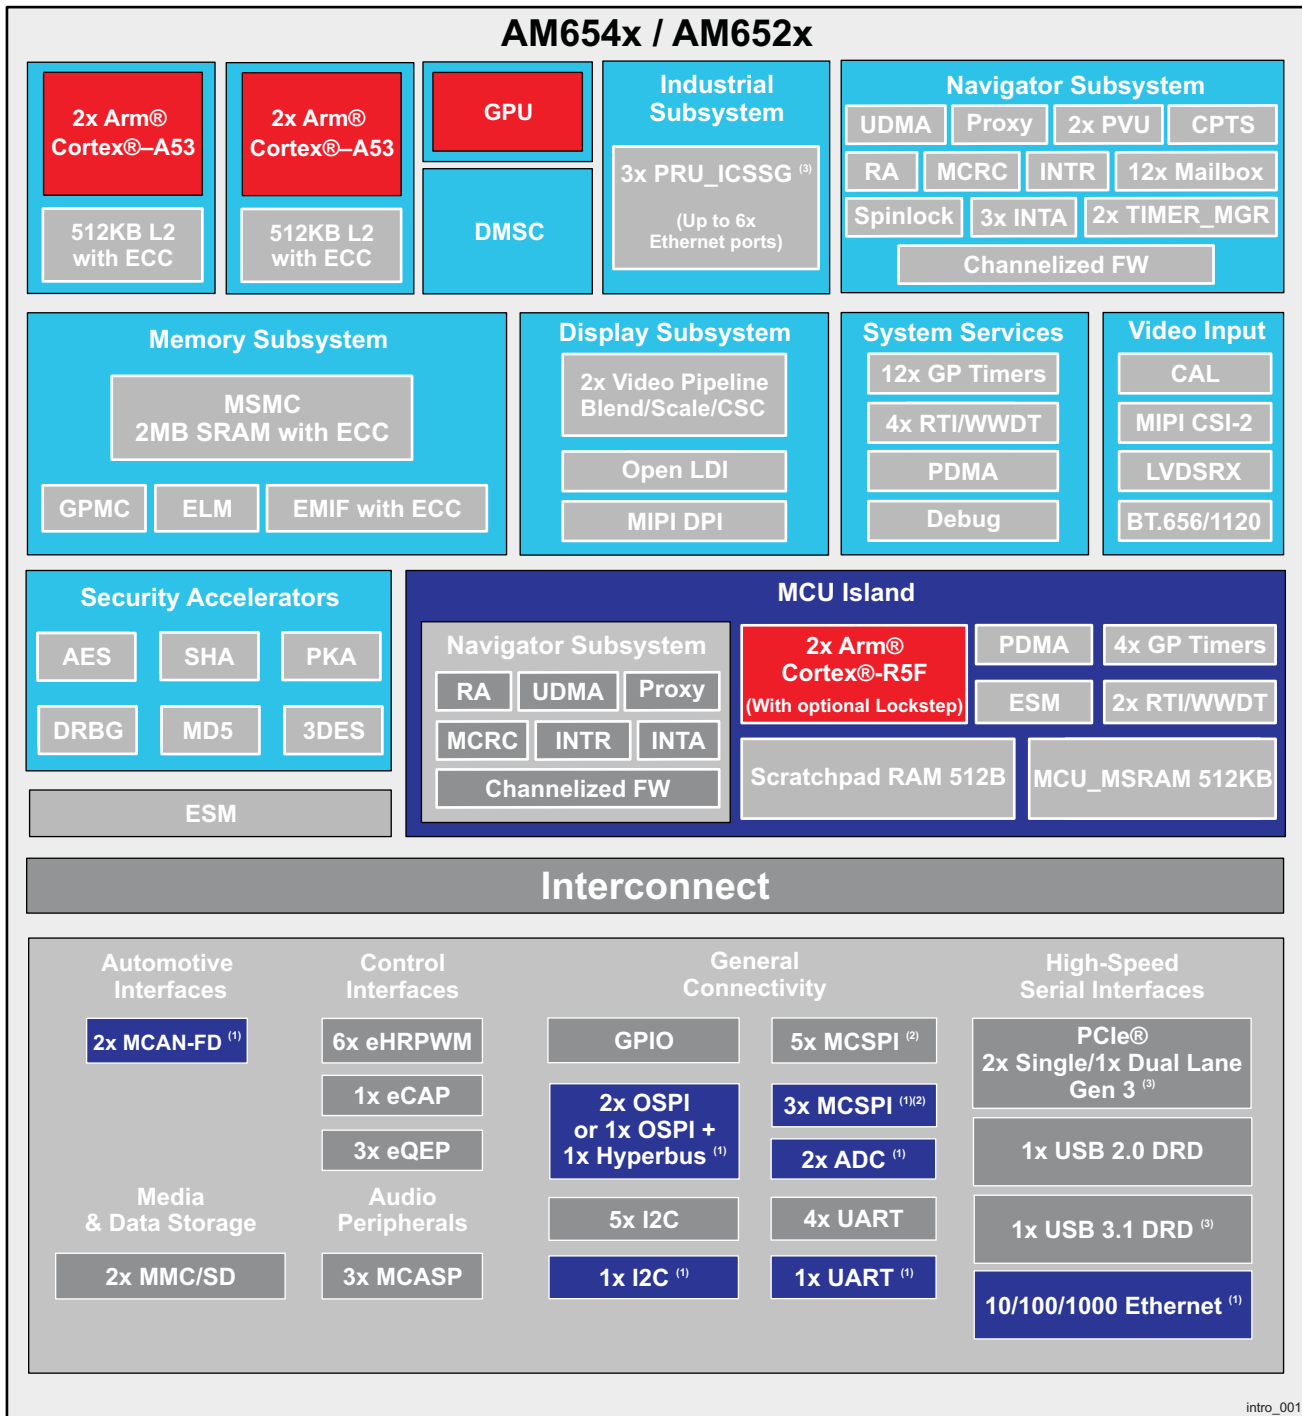 AM654x / AM652x
2x Arm®
Cortex®–A53
512KB L2
with ECC
2x Arm®
Cortex®–A53
512KB L2
with ECC
GPU
DMSC
Industrial
Subsystem
3x PRU_ICSSG (3)
(Up to 6x
Ethernet ports)
Navigator Subsystem
UDMA Proxy 2x PVU CPTS
RA MCRC INTR 12x Mailbox
Spinlock 3x INTA 2x TIMER_MGR
Channelized FW
Memory Subsystem
MSMC
2MB SRAM with ECC
GPMC ELM EMIF with ECC
Display Subsystem
2x Video Pipeline
Blend/Scale/CSC
Open LDI
MIPI DPI
System Services
12x GP Timers
4x RTI/WWDT
PDMA
Debug
Video Input
CAL
MIPI CSI-2
LVDSRX
BT.656/1120
Security Accelerators
AES SHA PKA
DRBG MD5 3DES
ESM
MCU Island
Navigator Subsystem
RA UDMA Proxy
MCRC INTR INTA
Channelized FW
2x Arm®
Cortex®-R5F
(With optional Lockstep)
PDMA 4x GP Timers
ESM 2x RTI/WWDT
Scratchpad RAM 512B MCU_MSRAM 512KB
Interconnect
Automotive
Interfaces
2x MCAN-FD (1)
Media
& Data Storage
2x MMC/SD
Control
Interfaces
6x eHRPWM
1x eCAP
3x eQEP
Audio
Peripherals
3x MCASP
General
Connectivity
GPIO
2x OSPI
or 1x OSPI +
1x Hyperbus (1)
5x I2C
1x I2C (1)
5x MCSPI (2)
3x MCSPI (1)(2)
2x ADC (1)
4x UART
1x UART (1)
High-Speed
Serial Interfaces
PCIe®
2x Single/1x Dual Lane
Gen 3 (3)
1x USB 2.0 DRD
1x USB 3.1 DRD (3)
10/100/1000 Ethernet (1)
intro_001